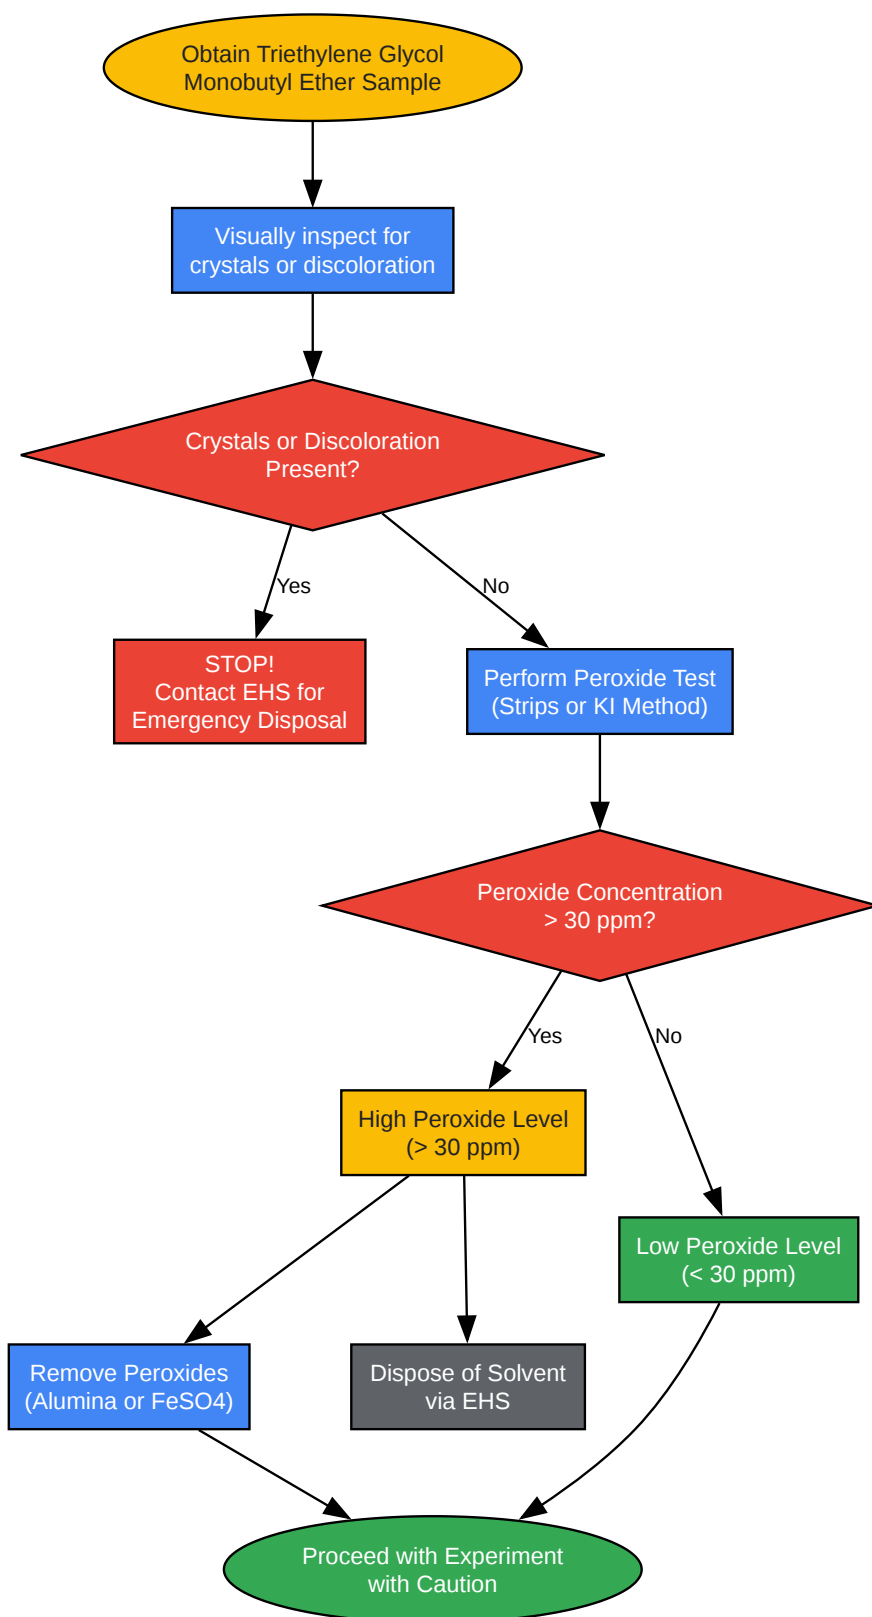 Obtain Triethylene Glycol
Monobutyl Ether Sample
Visually inspect for
crystals or discoloration
Crystals or Discoloration
Present?
Yes
No
STOP!
Contact EHS for
Emergency Disposal
Perform Peroxide Test
(Strips or KI Method)
Peroxide Concentration
> 30 ppm?
Yes
No
High Peroxide Level
(> 30 ppm)
Low Peroxide Level
(< 30 ppm)
Remove Peroxides
(Alumina or FeSO4)
Dispose of Solvent
via EHS
Proceed with Experiment
with Caution